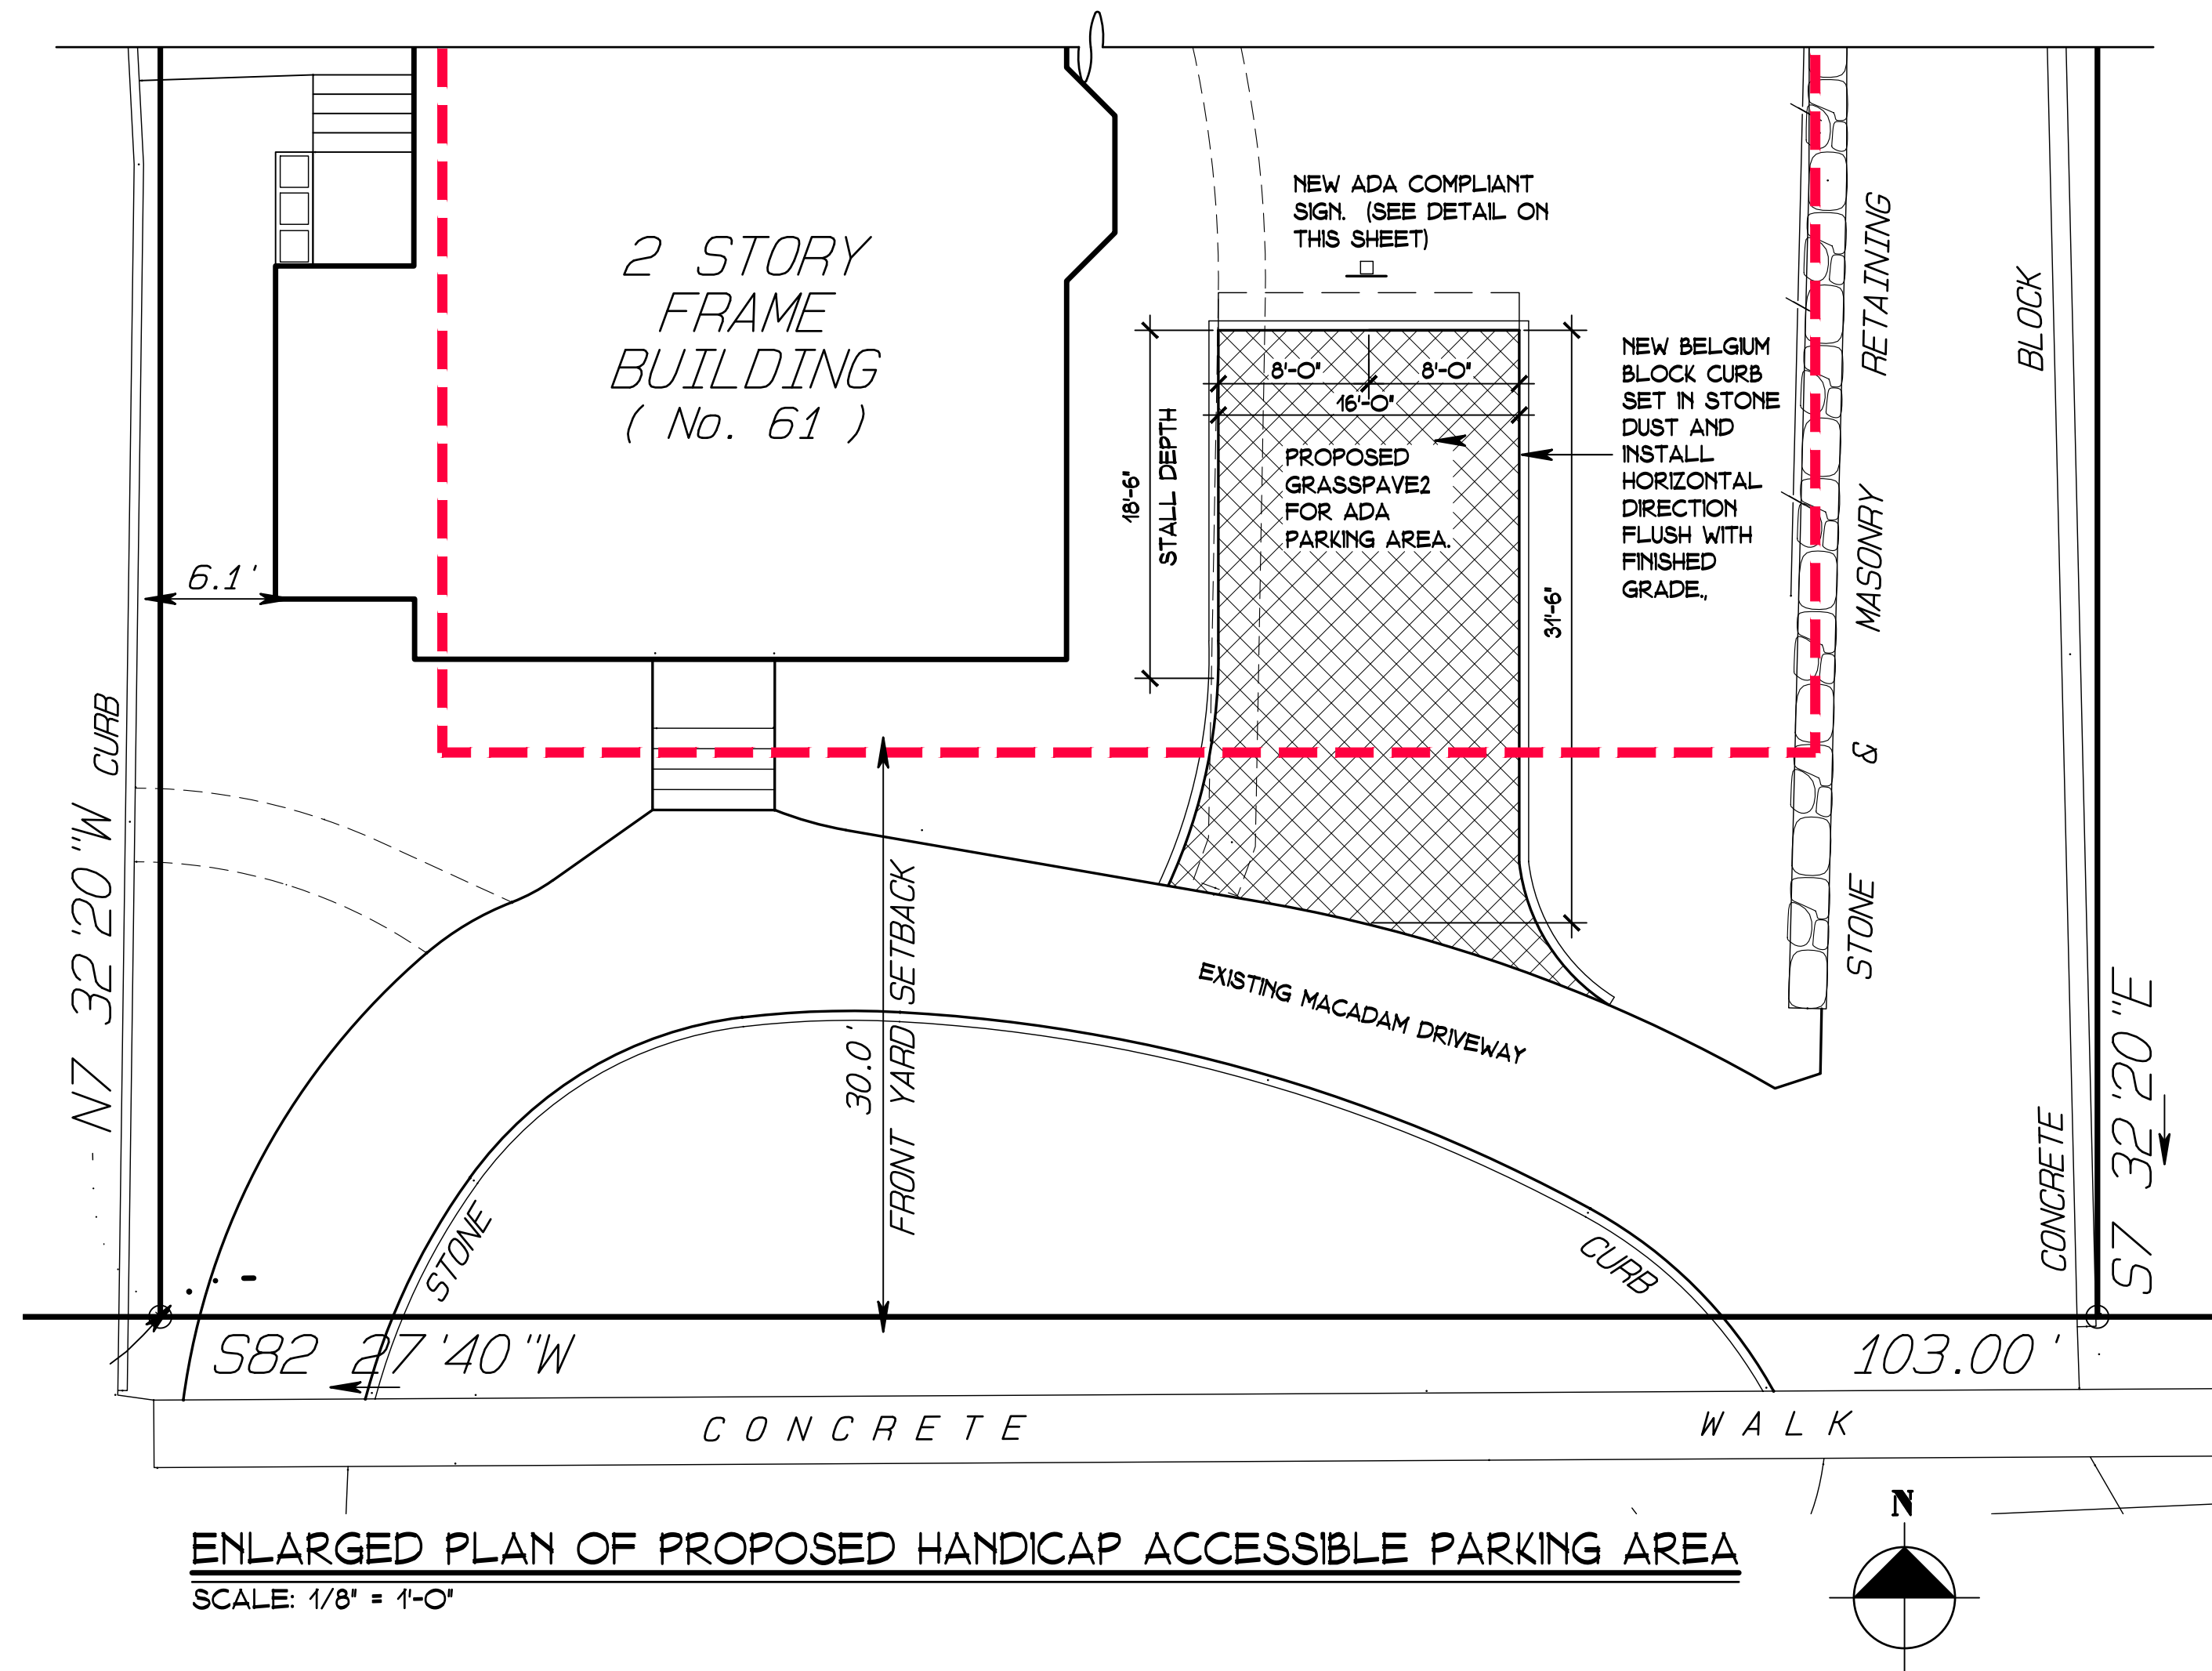 NEW ADA COMPLIANT
SIGN. (SEE DETAIL ON
THIS SHEET)
2 STORY
FRAME
BUILDING
( No. 61 )
8'-0"
8'-0"
16'-0"
PROPOSED
GRASSPAVE2
FOR ADA
PARKING AREA.
18'-6"
STALL DEPTH
31'-6"
NEW BELGIUM
BLOCK CURB
SET IN STONE
DUST AND
INSTALL
HORIZONTAL
DIRECTION
FLUSH WITH
FINISHED
GRADE.,
STONE & MASONRY RETAINING
CONCRETE BLOCK
6.1'
CURB
N7 32'20"W
S7 32'20"E
30.0'
FRONT YARD SETBACK
EXISTING MACADAM DRIVEWAY
STONE CURB
S82 27'40"W
103.00'
CONCRETE WALK
N
ENLARGED PLAN OF PROPOSED HANDICAP ACCESSIBLE PARKING AREA
SCALE: 1/8" = 1'-0"